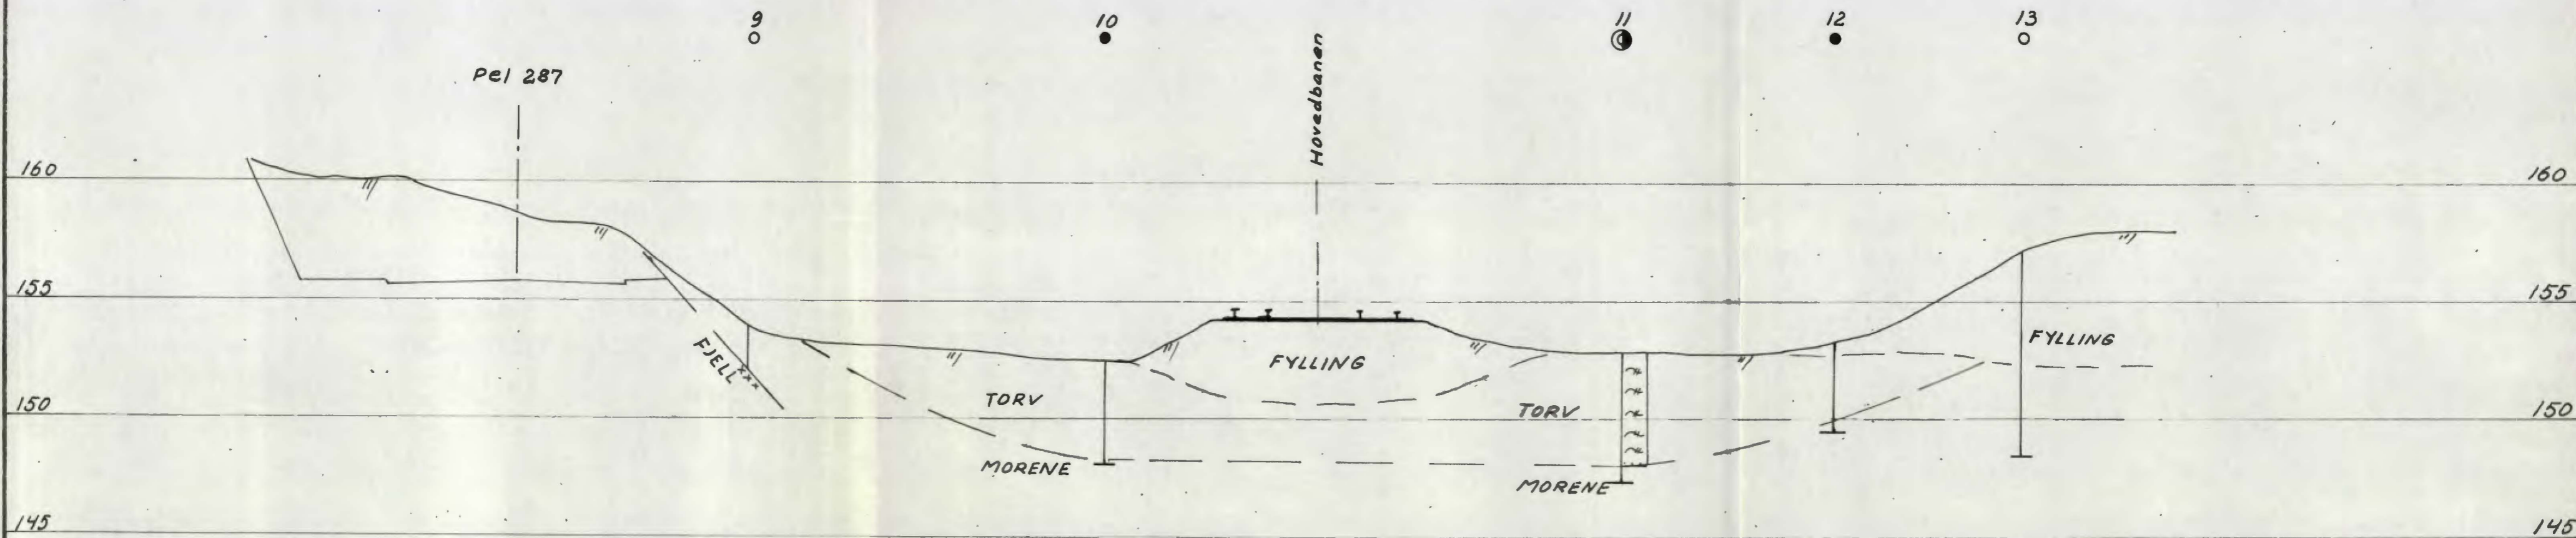 9
10
11
12
13
Pel 287
Hovedbanen
160
160
155
155
FJELL
FYLLING
FYLLING
TORV
TORV
150
150
MORENE
MORENE
145
145